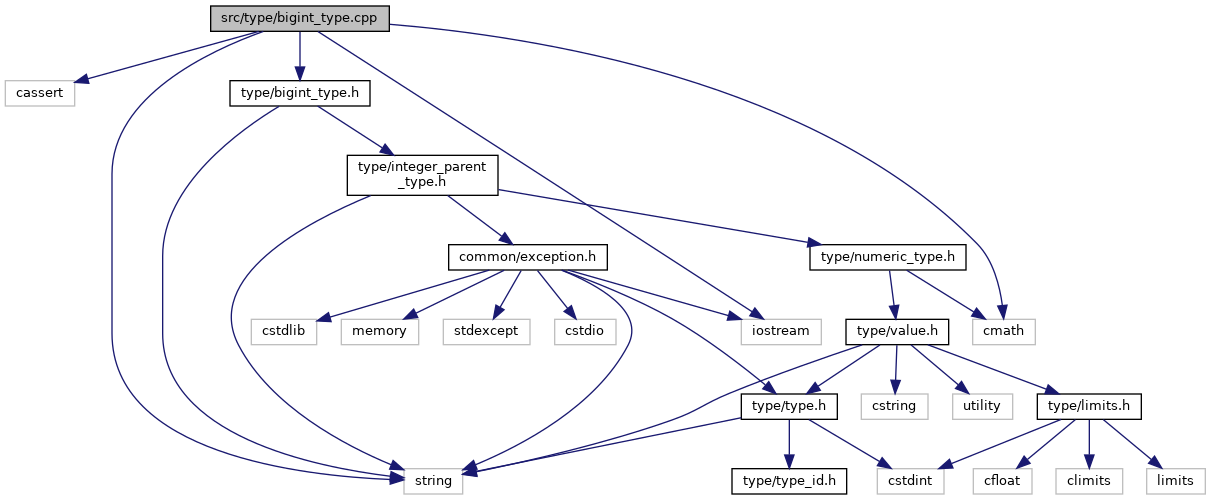 src/type/bigint_type.cpp
cassert
type/bigint_type.h
type/integer_parent
_type.h
common/exception.h
type/numeric_type.h
cstdlib
memory
stdexcept
cstdio
iostream
type/value.h
cmath
type/type.h
cstring
utility
type/limits.h
string
type/type_id.h
cstdint
cfloat
climits
limits